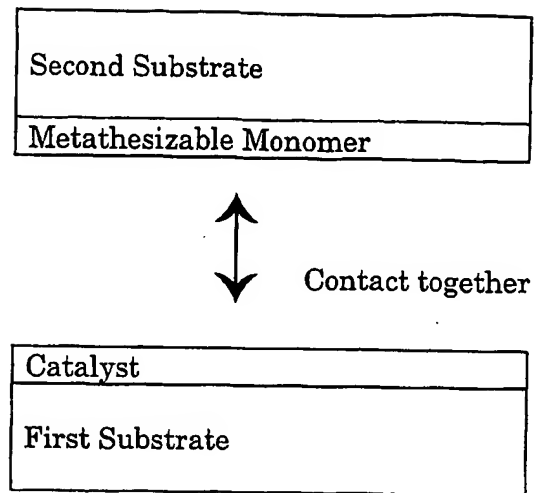 Second Substrate
Metathesizable Monomer
Contact together
Catalyst
First Substrate